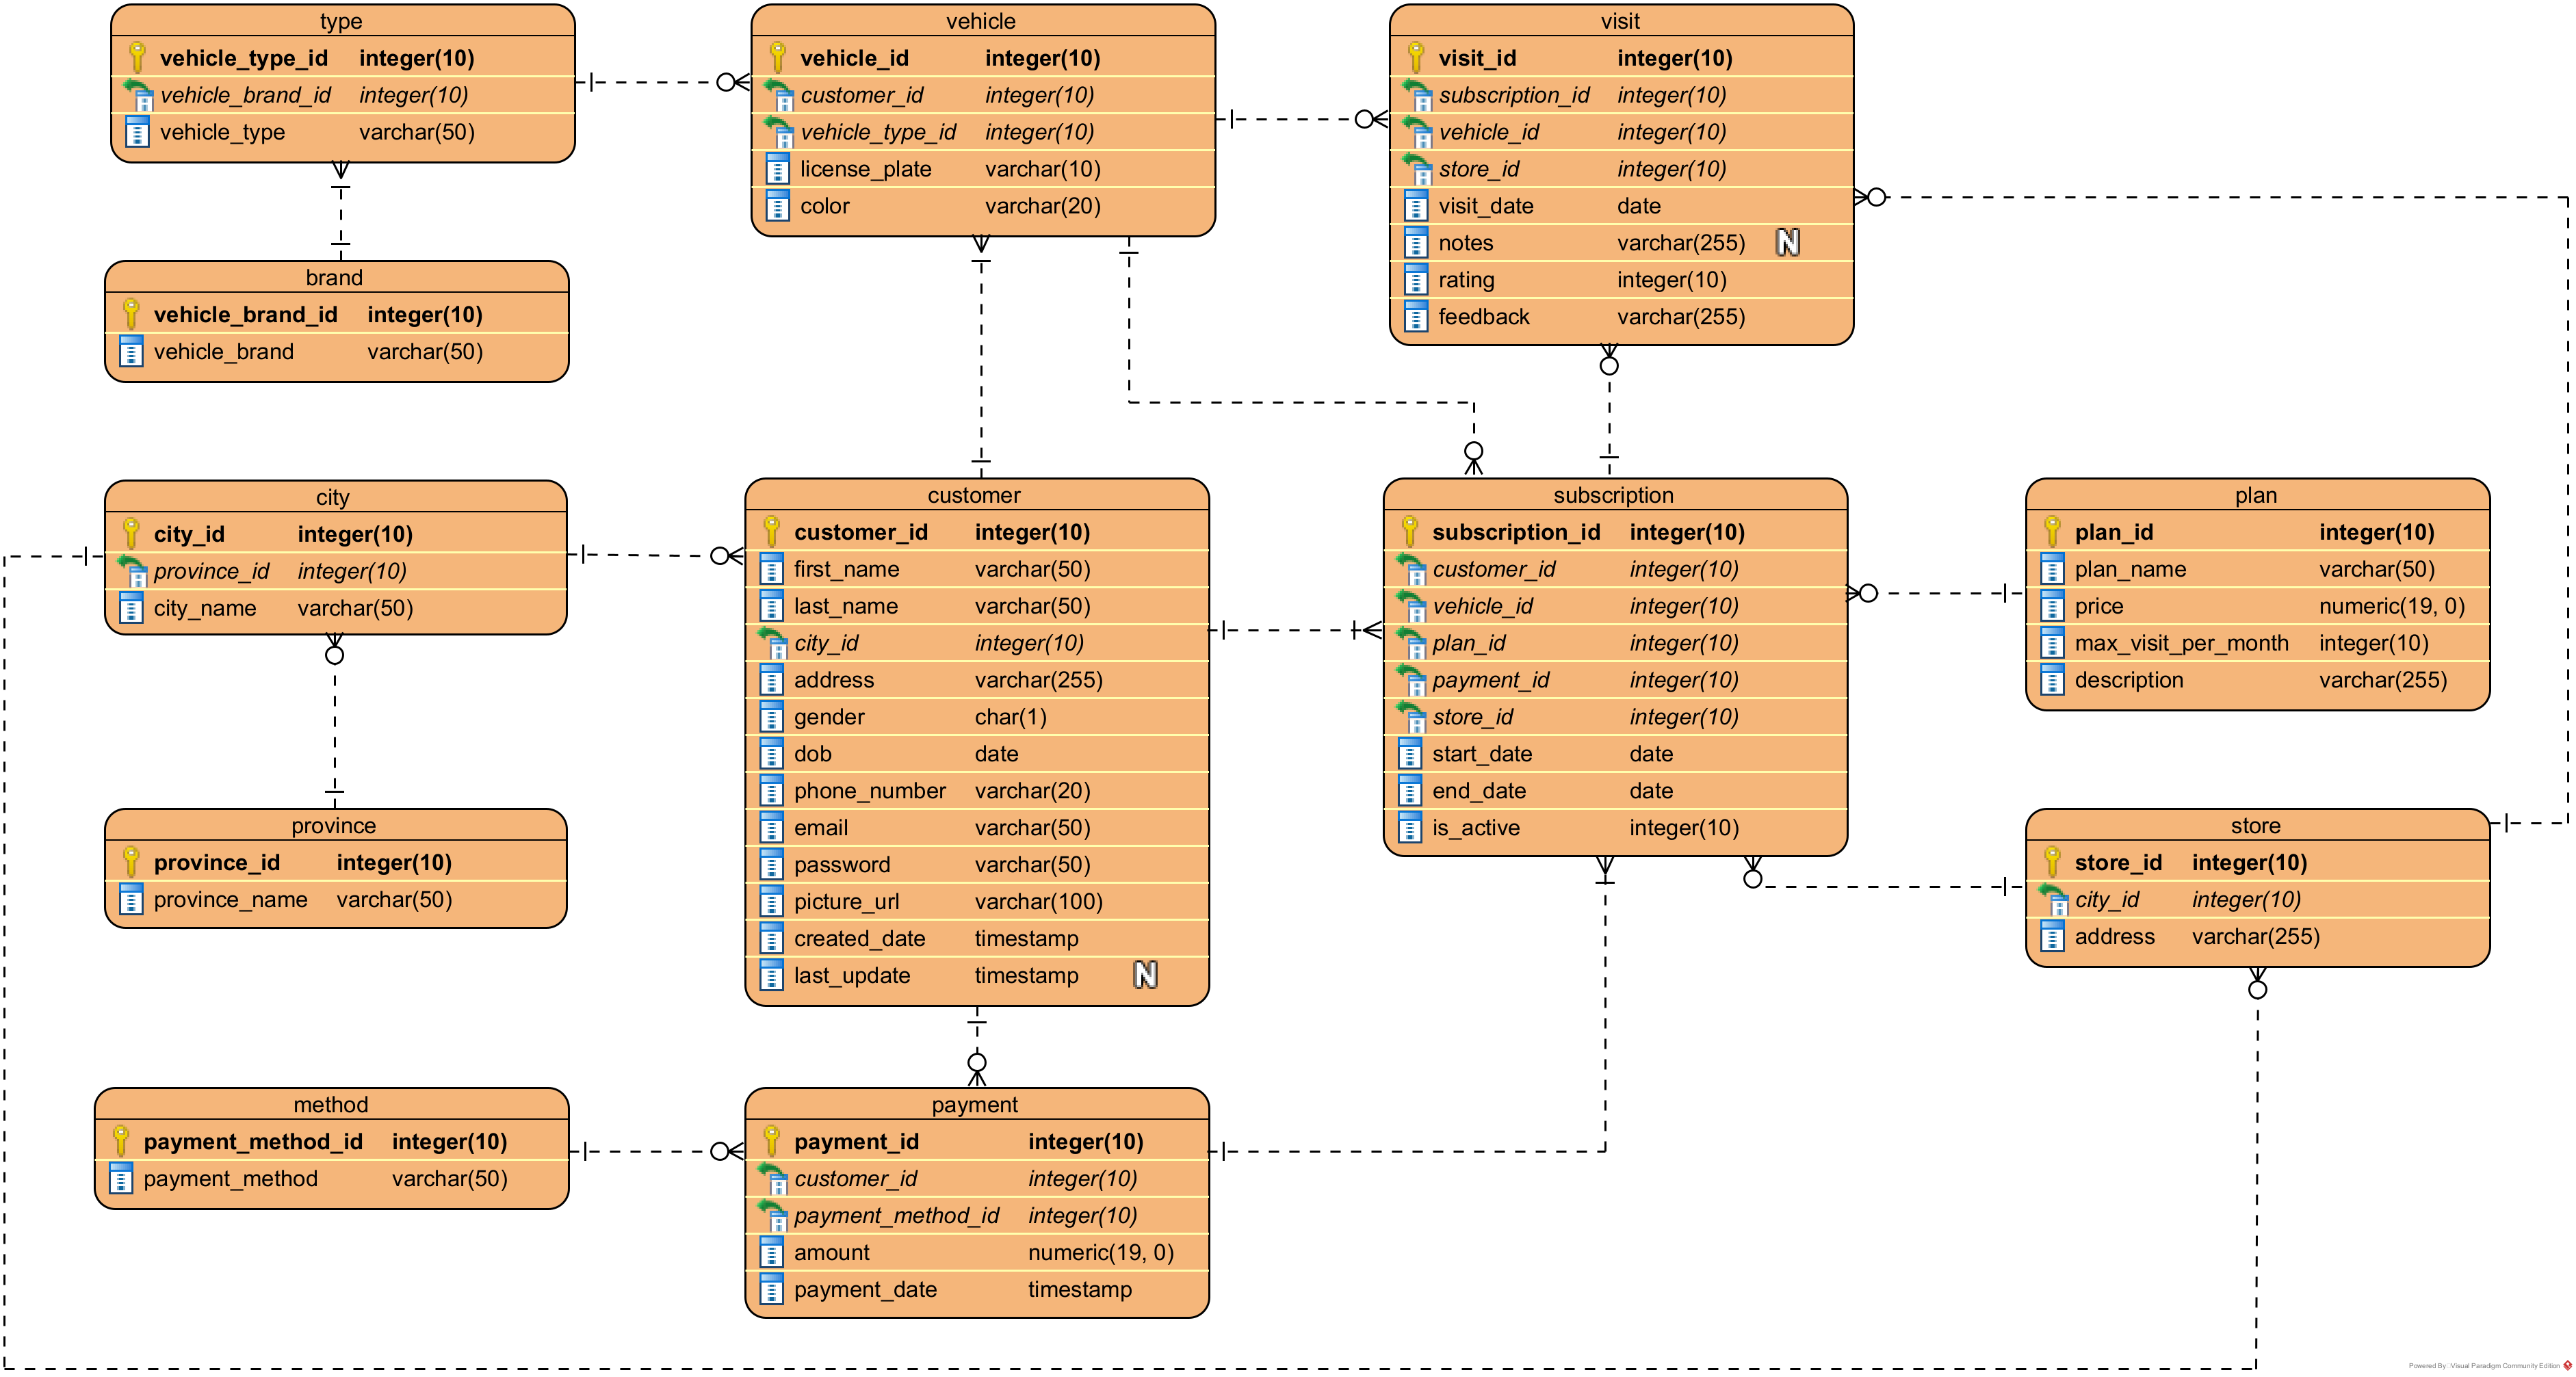 type
vehicle_type_id integer(10)
vehicle_brand_id integer(10)
vehicle_type varchar(50)
vehicle
vehicle_id integer(10)
customer_id integer(10)
vehicle_type_id integer(10)
license_plate varchar(10)
color varchar(20)
visit
visit_id integer(10)
subscription_id integer(10)
vehicle_id integer(10)
store_id integer(10)
visit_date date
notes varchar(255) N
rating integer(10)
feedback varchar(255)
brand
vehicle_brand_id integer(10)
vehicle_brand varchar(50)
city
city_id integer(10)
province_id integer(10)
city_name varchar(50)
customer
customer_id integer(10)
first_name varchar(50)
last_name varchar(50)
city_id integer(10)
address varchar(255)
gender char(1)
dob date
phone_number varchar(20)
email varchar(50)
password varchar(50)
picture_url varchar(100)
created_date timestamp
last_update timestamp N
subscription
subscription_id integer(10)
customer_id integer(10)
vehicle_id integer(10)
plan_id integer(10)
payment_id integer(10)
store_id integer(10)
start_date date
end_date date
is_active integer(10)
plan
plan_id integer(10)
plan_name varchar(50)
price numeric(19, 0)
max_visit_per_month integer(10)
description varchar(255)
province
province_id integer(10)
province_name varchar(50)
store
store_id integer(10)
city_id integer(10)
address varchar(255)
method
payment_method_id integer(10)
payment_method varchar(50)
payment
payment_id integer(10)
customer_id integer(10)
payment_method_id integer(10)
amount numeric(19, 0)
payment_date timestamp
Powered By Visual Paradigm Community Edition